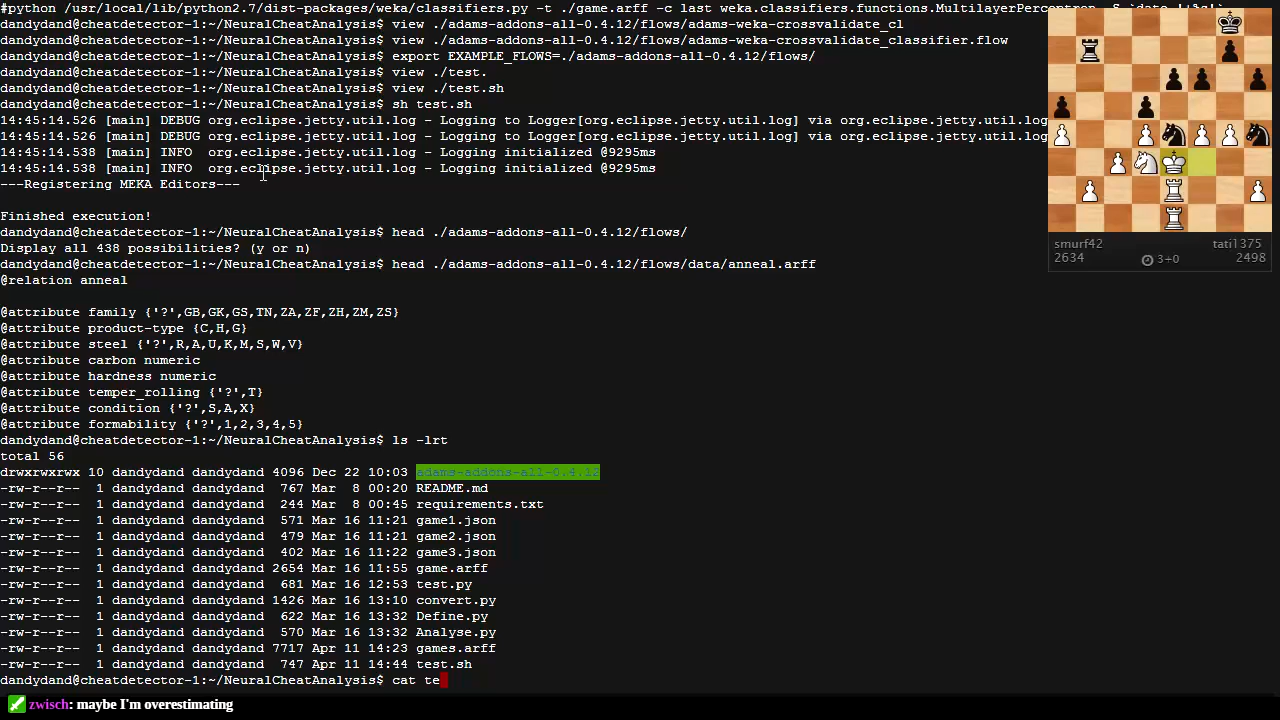 #python /usr/local/lib/python2.7/dist-packages/weka/classifiers.py -t ./game.arff -c last weka.classifiers.functions.MultilayerPerceptron -S `date
dandydand@cheatdetector-1:~/NeuralCheatAnalysis$ view ./adams-addons-all-0.4.12/flows/adams-weka-crossvalidate_cl
dandydand@cheatdetector-1:~/NeuralCheatAnalysis$ view ./adams-addons-all-0.4.12/flows/adams-weka-crossvalidate_classifier.flow
dandydand@cheatdetector-1:~/NeuralCheatAnalysis$ export EXAMPLE_FLOWS=./adams-addons-all-0.4.12/flows/
dandydand@cheatdetector-1:~/NeuralCheatAnalysis$ view ./test.
dandydand@cheatdetector-1:~/NeuralCheatAnalysis$ view ./test.sh
dandydand@cheatdetector-1:~/NeuralCheatAnalysis$ sh test.sh
14:45:14.526 [main] DEBUG org.eclipse.jetty.util.log - Logging to Logger[org.eclipse.jetty.util.log] via org.eclipse.jetty.util.log
14:45:14.526 [main] DEBUG org.eclipse.jetty.util.log - Logging to Logger[org.eclipse.jetty.util.log] via org.eclipse.jetty.util.log
14:45:14.538 [main] INFO  org.eclipse.jetty.util.log - Logging initialized @9295ms
14:45:14.538 [main] INFO  org.eclipse.jetty.util.log - Logging initialized @9295ms
---Registering MEKA Editors---
Finished execution!
dandydand@cheatdetector-1:~/NeuralCheatAnalysis$ head ./adams-addons-all-0.4.12/flows/
Display all 438 possibilities? (y or n)
dandydand@cheatdetector-1:~/NeuralCheatAnalysis$ head ./adams-addons-all-0.4.12/flows/data/anneal.arff
@relation anneal
@attribute family {'?',GB,GK,GS,TN,ZA,ZF,ZH,ZM,ZS}
@attribute product-type {C,H,G}
@attribute steel {'?',R,A,U,K,M,S,W,V}
@attribute carbon numeric
@attribute hardness numeric
@attribute temper_rolling {'?',T}
@attribute condition {'?',S,A,X}
@attribute formability {'?',1,2,3,4,5}
dandydand@cheatdetector-1:~/NeuralCheatAnalysis$ ls -lrt
total 56
drwxrwxrwx 10 dandydand dandydand 4096 Dec 22 10:03 adams-addons-all-0.4.12
-rw-r--r--  1 dandydand dandydand  767 Mar  8 00:20 README.md
-rw-r--r--  1 dandydand dandydand  244 Mar  8 00:45 requirements.txt
-rw-r--r--  1 dandydand dandydand  571 Mar 16 11:21 game1.json
-rw-r--r--  1 dandydand dandydand  479 Mar 16 11:21 game2.json
-rw-r--r--  1 dandydand dandydand  402 Mar 16 11:22 game3.json
-rw-r--r--  1 dandydand dandydand 2654 Mar 16 11:55 game.arff
-rw-r--r--  1 dandydand dandydand  681 Mar 16 12:53 test.py
-rw-r--r--  1 dandydand dandydand 1426 Mar 16 13:10 convert.py
-rw-r--r--  1 dandydand dandydand  622 Mar 16 13:32 Define.py
-rw-r--r--  1 dandydand dandydand  570 Mar 16 13:32 Analyse.py
-rw-r--r--  1 dandydand dandydand 7717 Apr 11 14:23 games.arff
-rw-r--r--  1 dandydand dandydand  747 Apr 11 14:44 test.sh
dandydand@cheatdetector-1:~/NeuralCheatAnalysis$ cat te
zwisch: maybe I'm overestimating
smurf42 tati1375
2634 3+0 2498